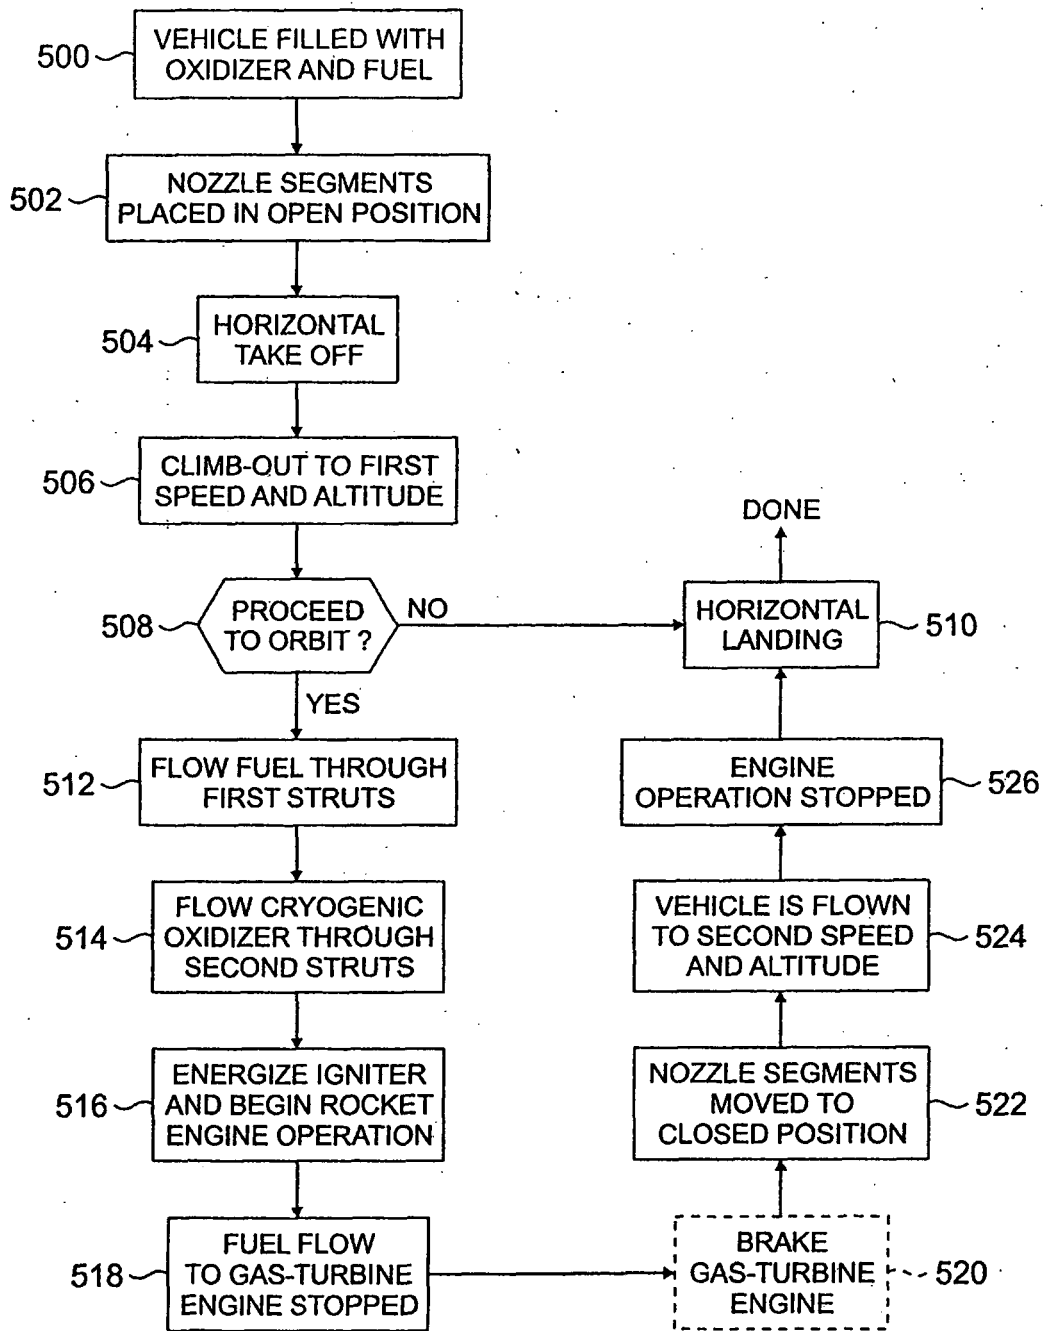 500
VEHICLE FILLED WITH
OXIDIZER AND FUEL
502
NOZZLE SEGMENTS
PLACED IN OPEN POSITION
504
HORIZONTAL
TAKE OFF
506
CLIMB-OUT TO FIRST
SPEED AND ALTITUDE
508
PROCEED
TO ORBIT ?
NO
YES
DONE
HORIZONTAL
LANDING
510
512
FLOW FUEL THROUGH
FIRST STRUTS
514
FLOW CRYOGENIC
OXIDIZER THROUGH
SECOND STRUTS
516
ENERGIZE IGNITER
AND BEGIN ROCKET
ENGINE OPERATION
518
FUEL FLOW
TO GAS-TURBINE
ENGINE STOPPED
BRAKE
GAS-TURBINE
ENGINE
520
NOZZLE SEGMENTS
MOVED TO
CLOSED POSITION
522
VEHICLE IS FLOWN
TO SECOND SPEED
AND ALTITUDE
524
ENGINE
OPERATION STOPPED
526